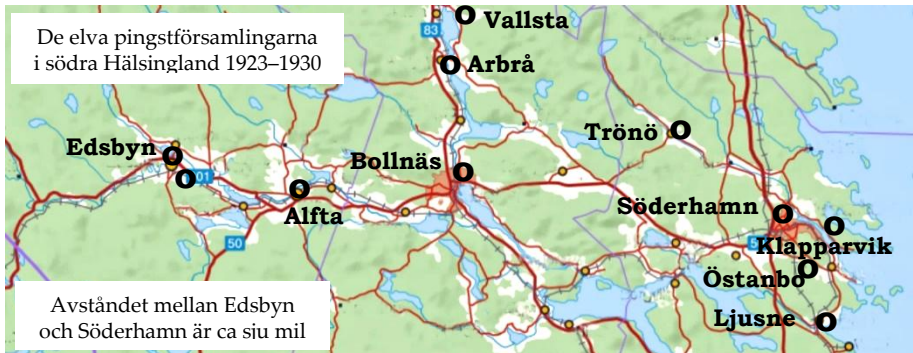 De elva pingstförsamlingarna
i södra Hälsingland 1923–1930
83
Vallsta
Arbrå
Trönö
Edsbyn
Bollnäs
Alfta
50
Söderhamn
Klapparvik
Östanbo
Ljusne
Avståndet mellan Edsbyn
och Söderhamn är ca sju mil